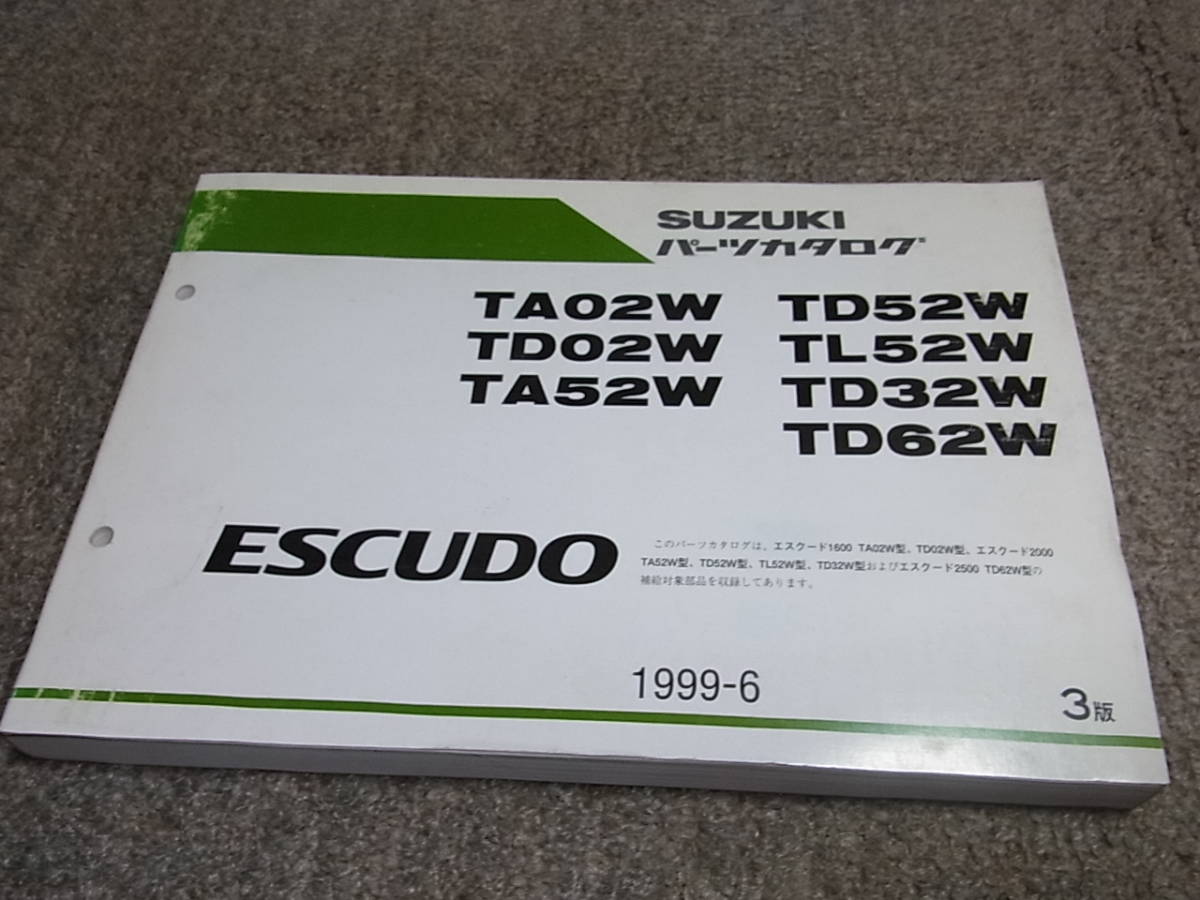 SUZUKI
パーツカタログ
TA02W TD52W
TD02W TL52W
TA52W TD32W
TD62W
ESCUDO
このパーツカタログは、エスクード1600 TA02W型、TD02W型、エスクード2000
TA52W型、TD52W型、TL52W型、TD32W型およびエスクード2500 TD62W型の
補給対象部品を収録してあります。
1999-6
3版